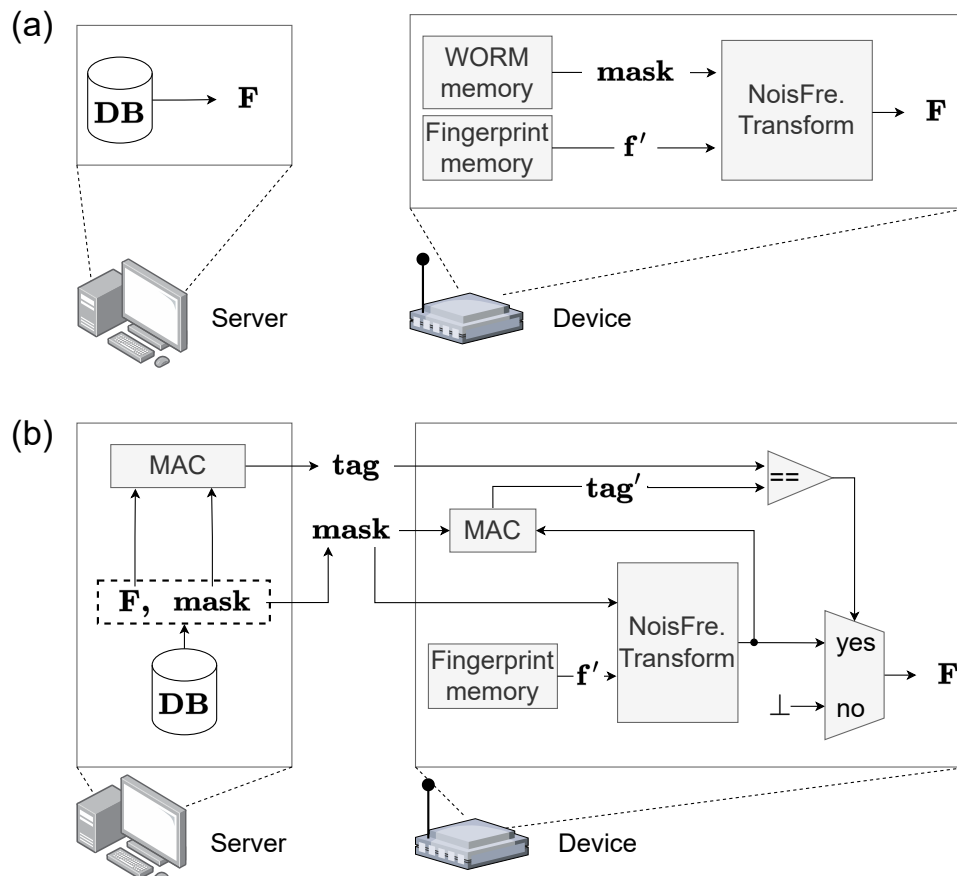 (a)
DB
F
WORM
memory
mask
Fingerprint
memory
f′
NoisFre.
Transform
F
Server
Device
(b)
MAC
tag
tag′
==
mask
MAC
F, mask
NoisFre.
Transform
yes
Fingerprint
memory
f′
F
DB
⊥
no
Server
Device